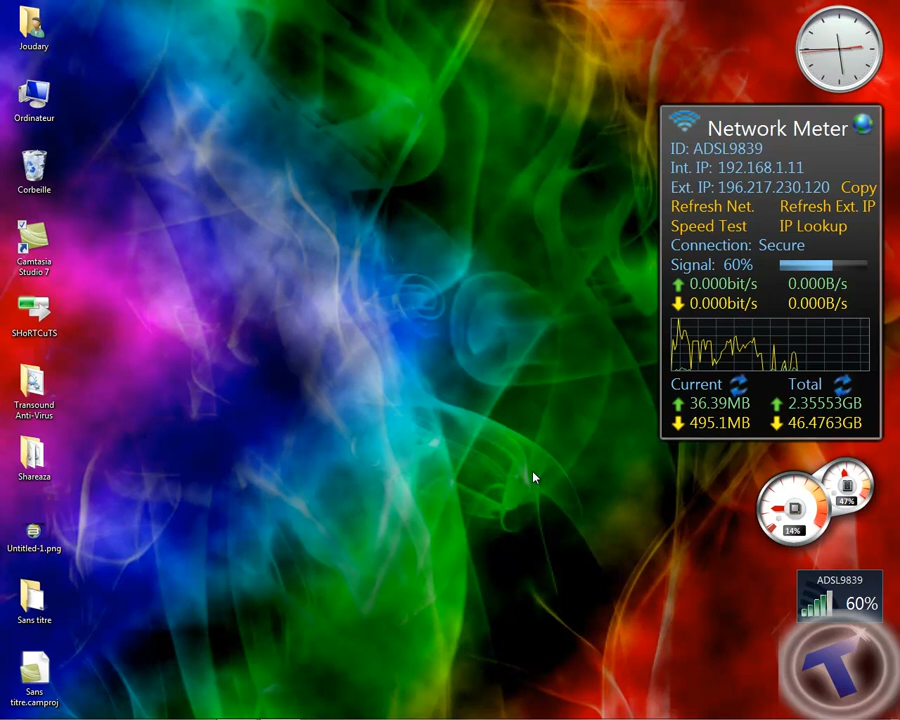 Joudary
Ordinateur
Corbeille
Camtasia
Studio 7
SHoRTCuTS
Transound
Anti-Virus
Shareaza
Untitled-1.png
Sans titre
Sans
titre.camproj
Network Meter
ID: ADSL9839
Int. IP: 192.168.1.11
Ext. IP: 196.217.230.120 Copy
Refresh Net. Refresh Ext. IP
Speed Test IP Lookup
Connection: Secure
Signal: 60%
0.000bit/s 0.000B/s
0.000bit/s 0.000B/s
Current Total
36.39MB 2.35553GB
495.1MB 46.4763GB
47%
14%
ADSL9839
60%
T